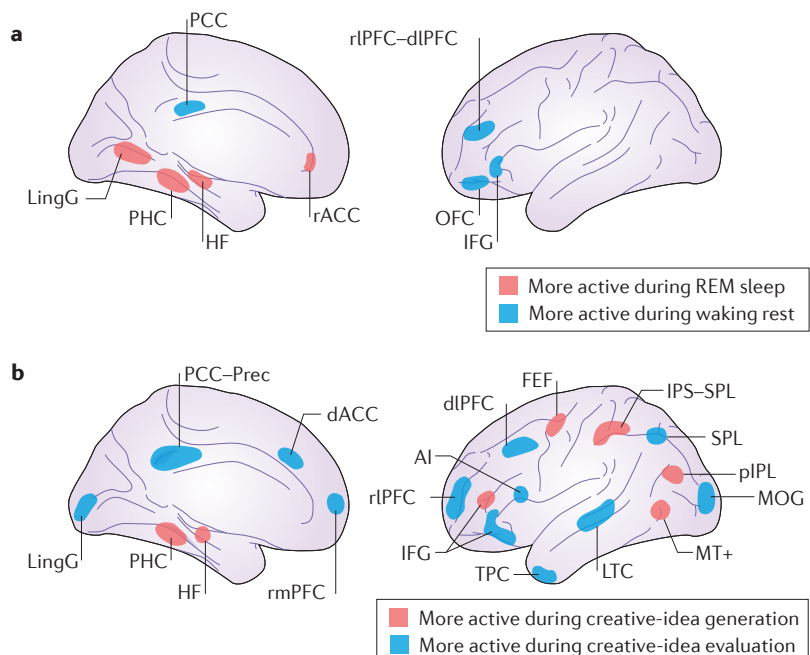 a
PCC
rlPFC–dlPFC
LingG
PHC
HF
rACC
OFC
IFG
More active during REM sleep
More active during waking rest
b
PCC–Prec
dACC
LingG
PHC
HF
rmPFC
FEF
IPS–SPL
dlPFC
SPL
AI
pIPL
rlPFC
MOG
IFG
MT+
TPC
LTC
More active during creative-idea generation
More active during creative-idea evaluation